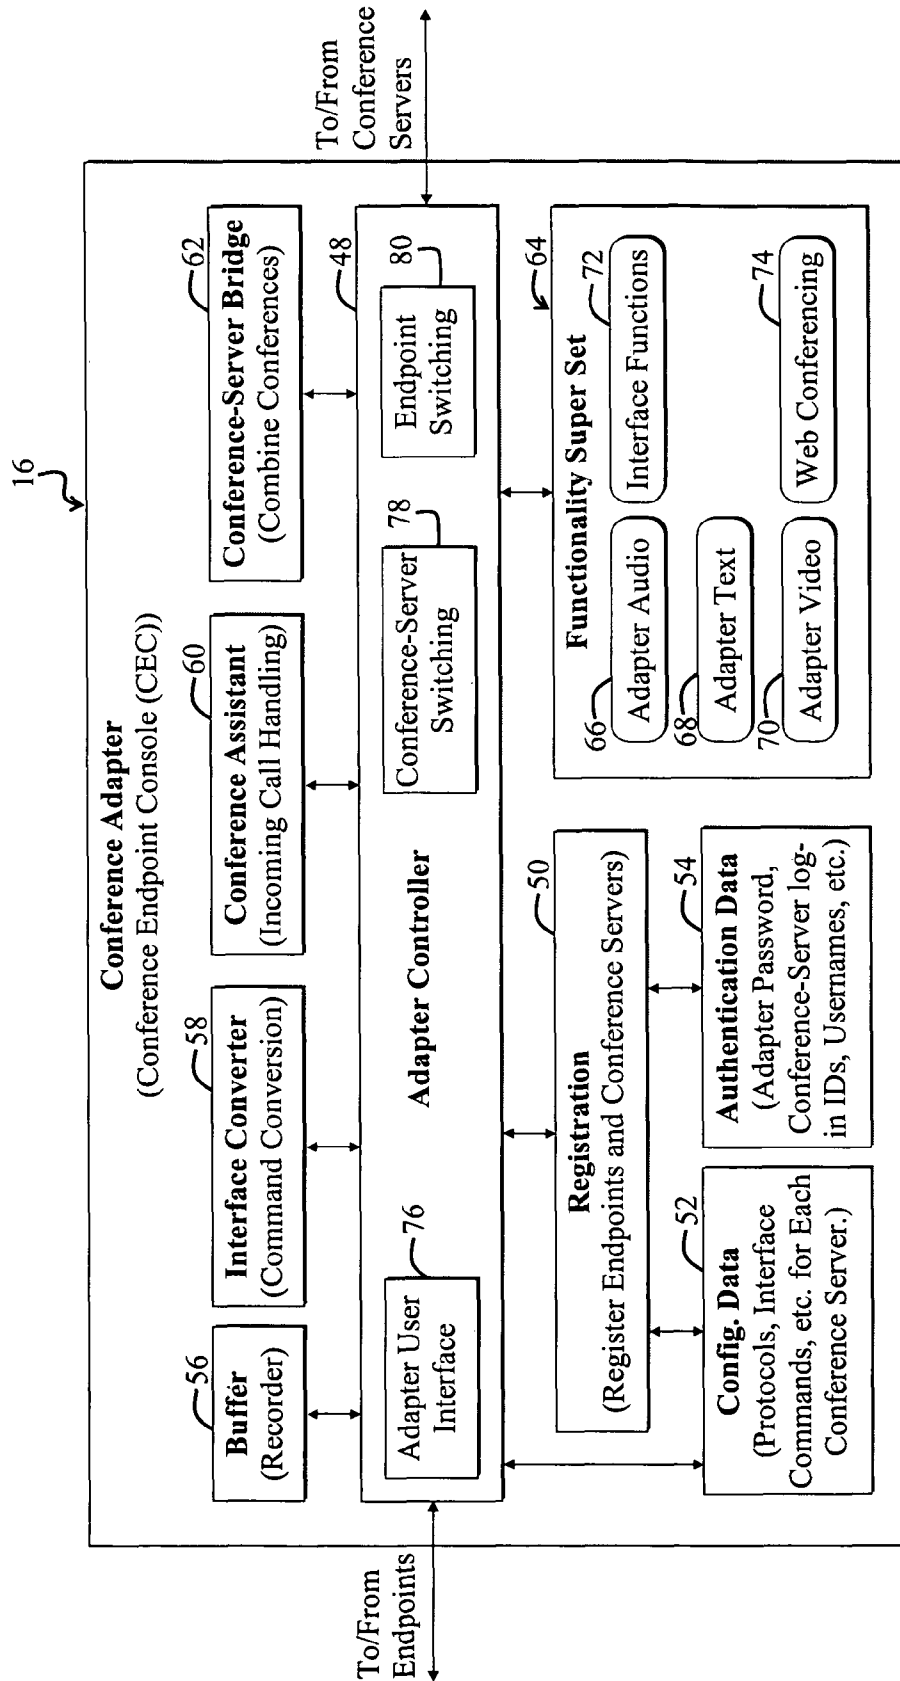 16
Conference Adapter
(Conference Endpoint Console (CEC))
56
Buffer
(Recorder)
58
Interface Converter
(Command Conversion)
60
Conference Assistant
(Incoming Call Handling)
62
Conference-Server Bridge
(Combine Conferences)
48
To/From
Endpoints
76
Adapter User
Interface
Adapter Controller
78
Conference-Server
Switching
80
Endpoint
Switching
To/From
Conference
Servers
50
Registration
(Register Endpoints and Conference Servers)
52
Config. Data
(Protocols, Interface
Commands, etc. for Each
Conference Server.)
54
Authentication Data
(Adapter Password,
Conference-Server log-
in IDs, Usernames, etc.)
64
Functionality Super Set
66
Adapter Audio
72
Interface Functions
68
Adapter Text
70
Adapter Video
74
Web Conferencing